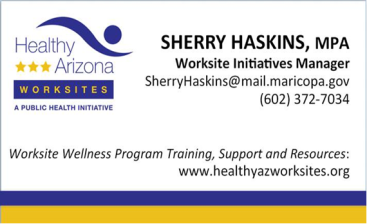 Healthy
Arizona
WORKSITES
A PUBLIC HEALTH INITIATIVE
SHERRY HASKINS, MPA
Worksite Initiatives Manager
SherryHaskins@mail.maricopa.gov
(602) 372-7034
Worksite Wellness Program Training, Support and Resources:
www.healthyazworksites.org